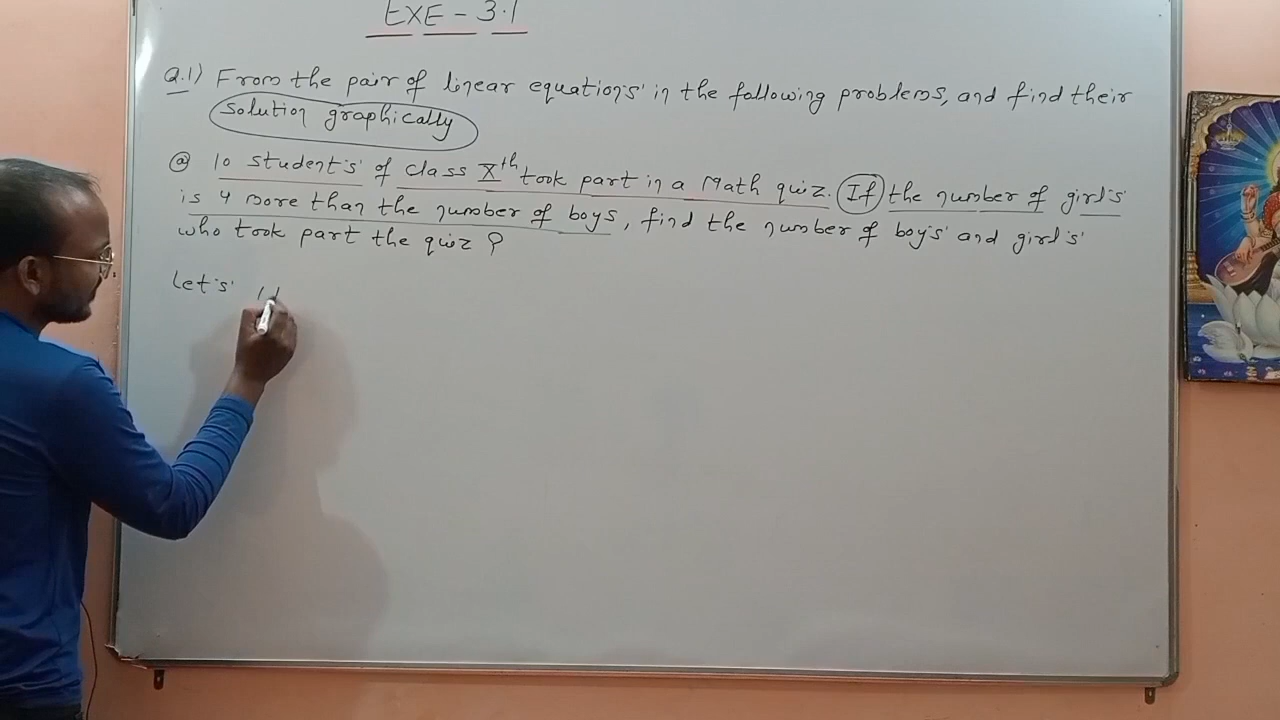 EXE - 3.1
Q.1) From the pair of linear equations in the following problems, and find their
solution graphically
ⓐ 10 student's of class Xth took part in a Math quiz. If the number of girl's
is 4 more than the number of boys, find the number of boy's and girl's
who took part the quiz ?
Let's